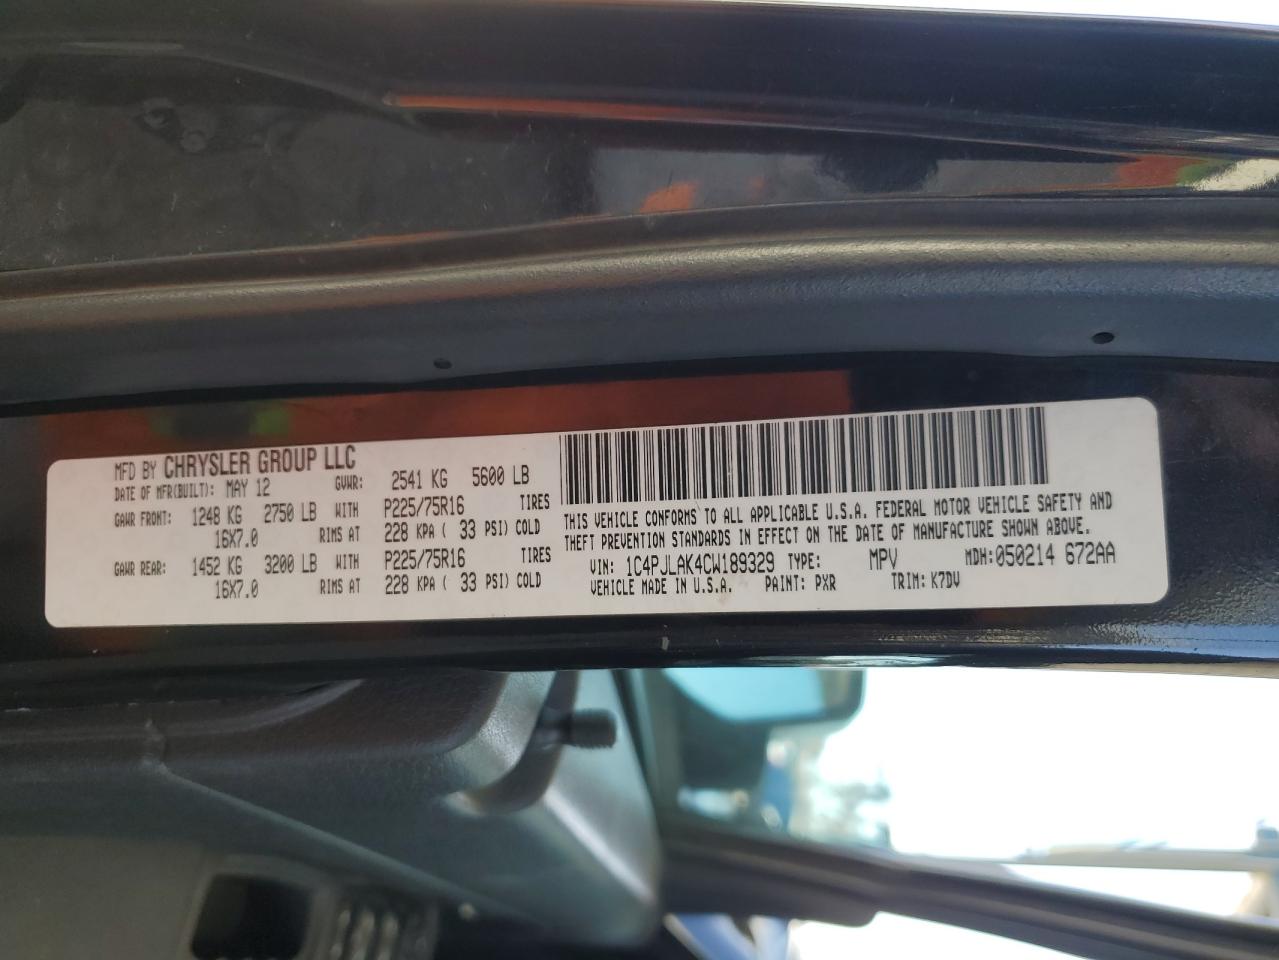 MFD BY CHRYSLER GROUP LLC
DATE OF MFR(BUILT): MAY 12 GVWR: 2541 KG 5600 LB
GAWR FRONT: 1248 KG 2750 LB WITH P225/75R16 TIRES
16X7.0 RIMS AT 228 KPA ( 33 PSI) COLD
GAWR REAR: 1452 KG 3200 LB WITH P225/75R16 TIRES
16X7.0 RIMS AT 228 KPA ( 33 PSI) COLD
THIS VEHICLE CONFORMS TO ALL APPLICABLE U.S.A. FEDERAL MOTOR VEHICLE SAFETY AND
THEFT PREVENTION STANDARDS IN EFFECT ON THE DATE OF MANUFACTURE SHOWN ABOVE.
VIN: 1C4PJLAK4CW189329 TYPE: MPV MDH:050214 672AA
VEHICLE MADE IN U.S.A. PAINT: PXR TRIM: K7DV